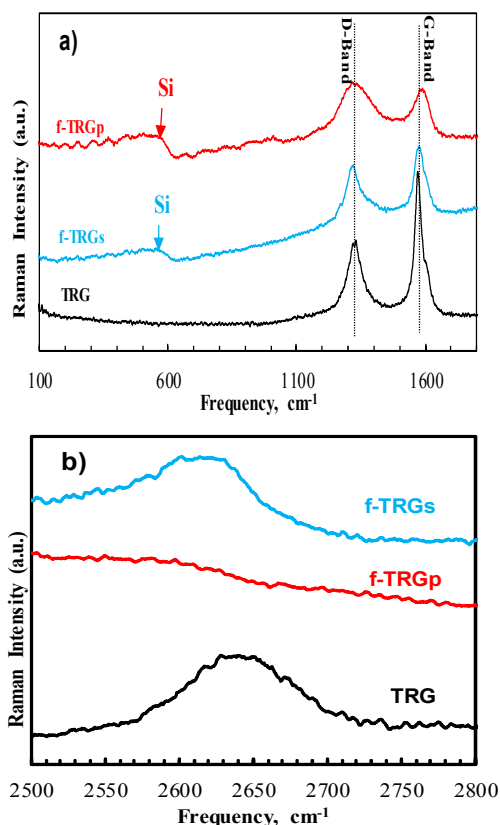 a)
D-Band
G-Band
Si
f-TRGp
Si
f-TRGs
TRG
Raman Intensity (a.u.)
100 600 1100 1600
Frequency, cm-1
b)
f-TRGs
f-TRGp
TRG
Raman Intensity (a.u.)
2500 2550 2600 2650 2700 2750 2800
Frequency, cm-1